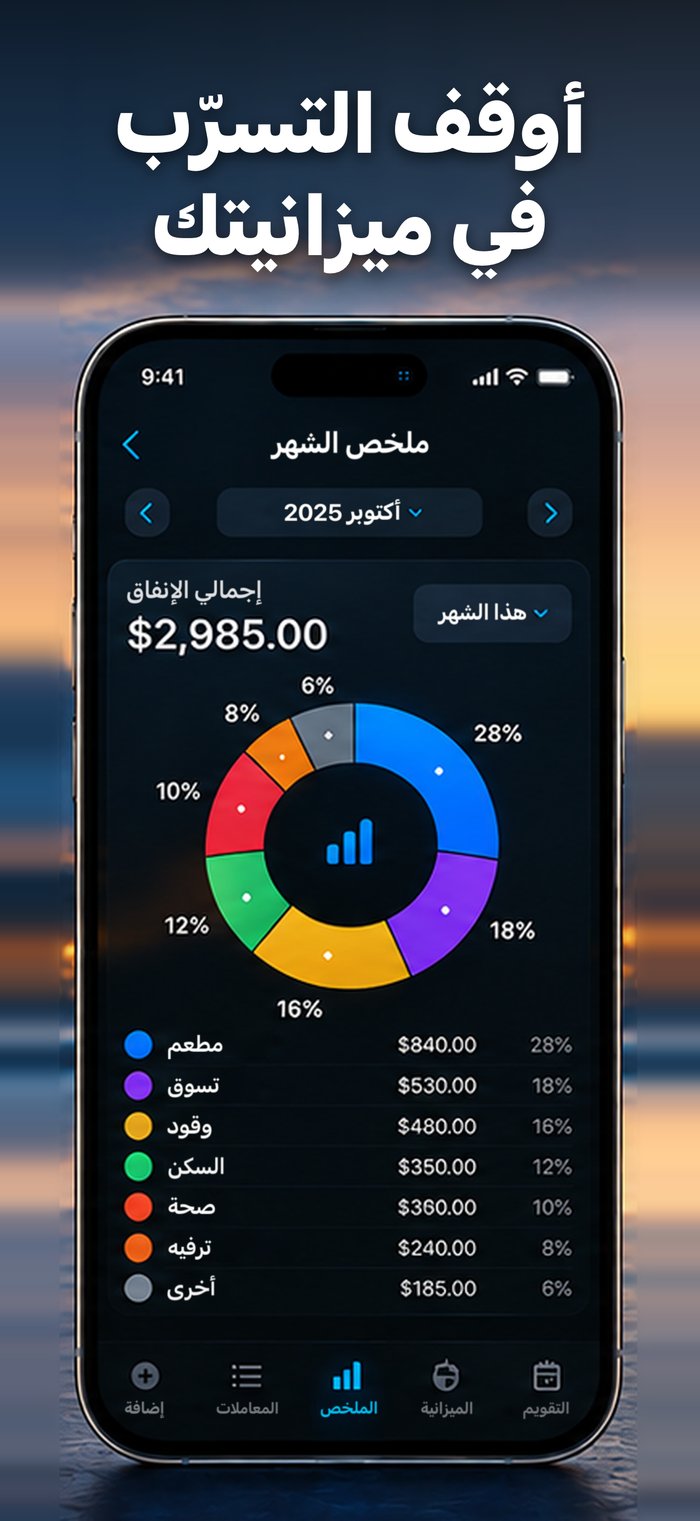 أوقف التسرّب
في ميزانيتك
9:41
ملخص الشهر
أكتوبر 2025
إجمالي الإنفاق
$2,985.00
هذا الشهر
6%
8%
28%
10%
12%
18%
16%
مطعم $840.00 28%
تسوق $530.00 18%
وقود $480.00 16%
السكن $350.00 12%
صحة $360.00 10%
ترفيه $240.00 8%
أخرى $185.00 6%
إضافة المعاملات الملخص الميزانية التقويم